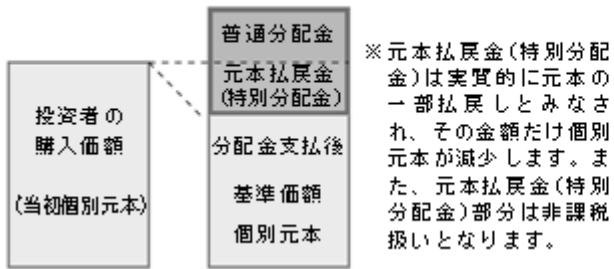 投資者の
購入価額
(当初個別元本)
普通分配金
元本払戻金
(特別分配金)
分配金支払後
基準価額
個別元本
※元本払戻金(特別分配
金)は実質的に元本の
一部払戻しとみなさ
れ、その金額だけ個別
元本が減少します。ま
た、元本払戻金(特別
分配金)部分は非課税
扱いとなります。